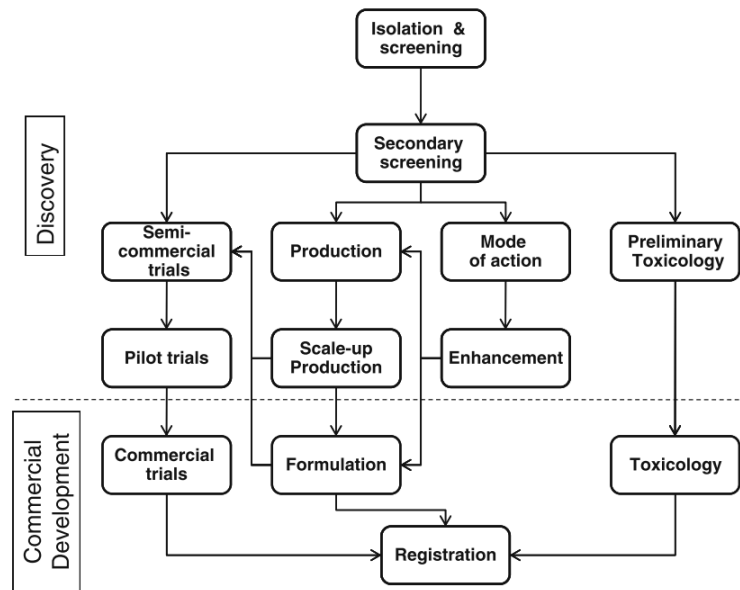 Isolation &
screening
Secondary
screening
Discovery
Semi-
commercial
trials
Production
Mode
of action
Preliminary
Toxicology
Pilot trials
Scale-up
Production
Enhancement
Commercial
Development
Commercial
trials
Formulation
Toxicology
Registration